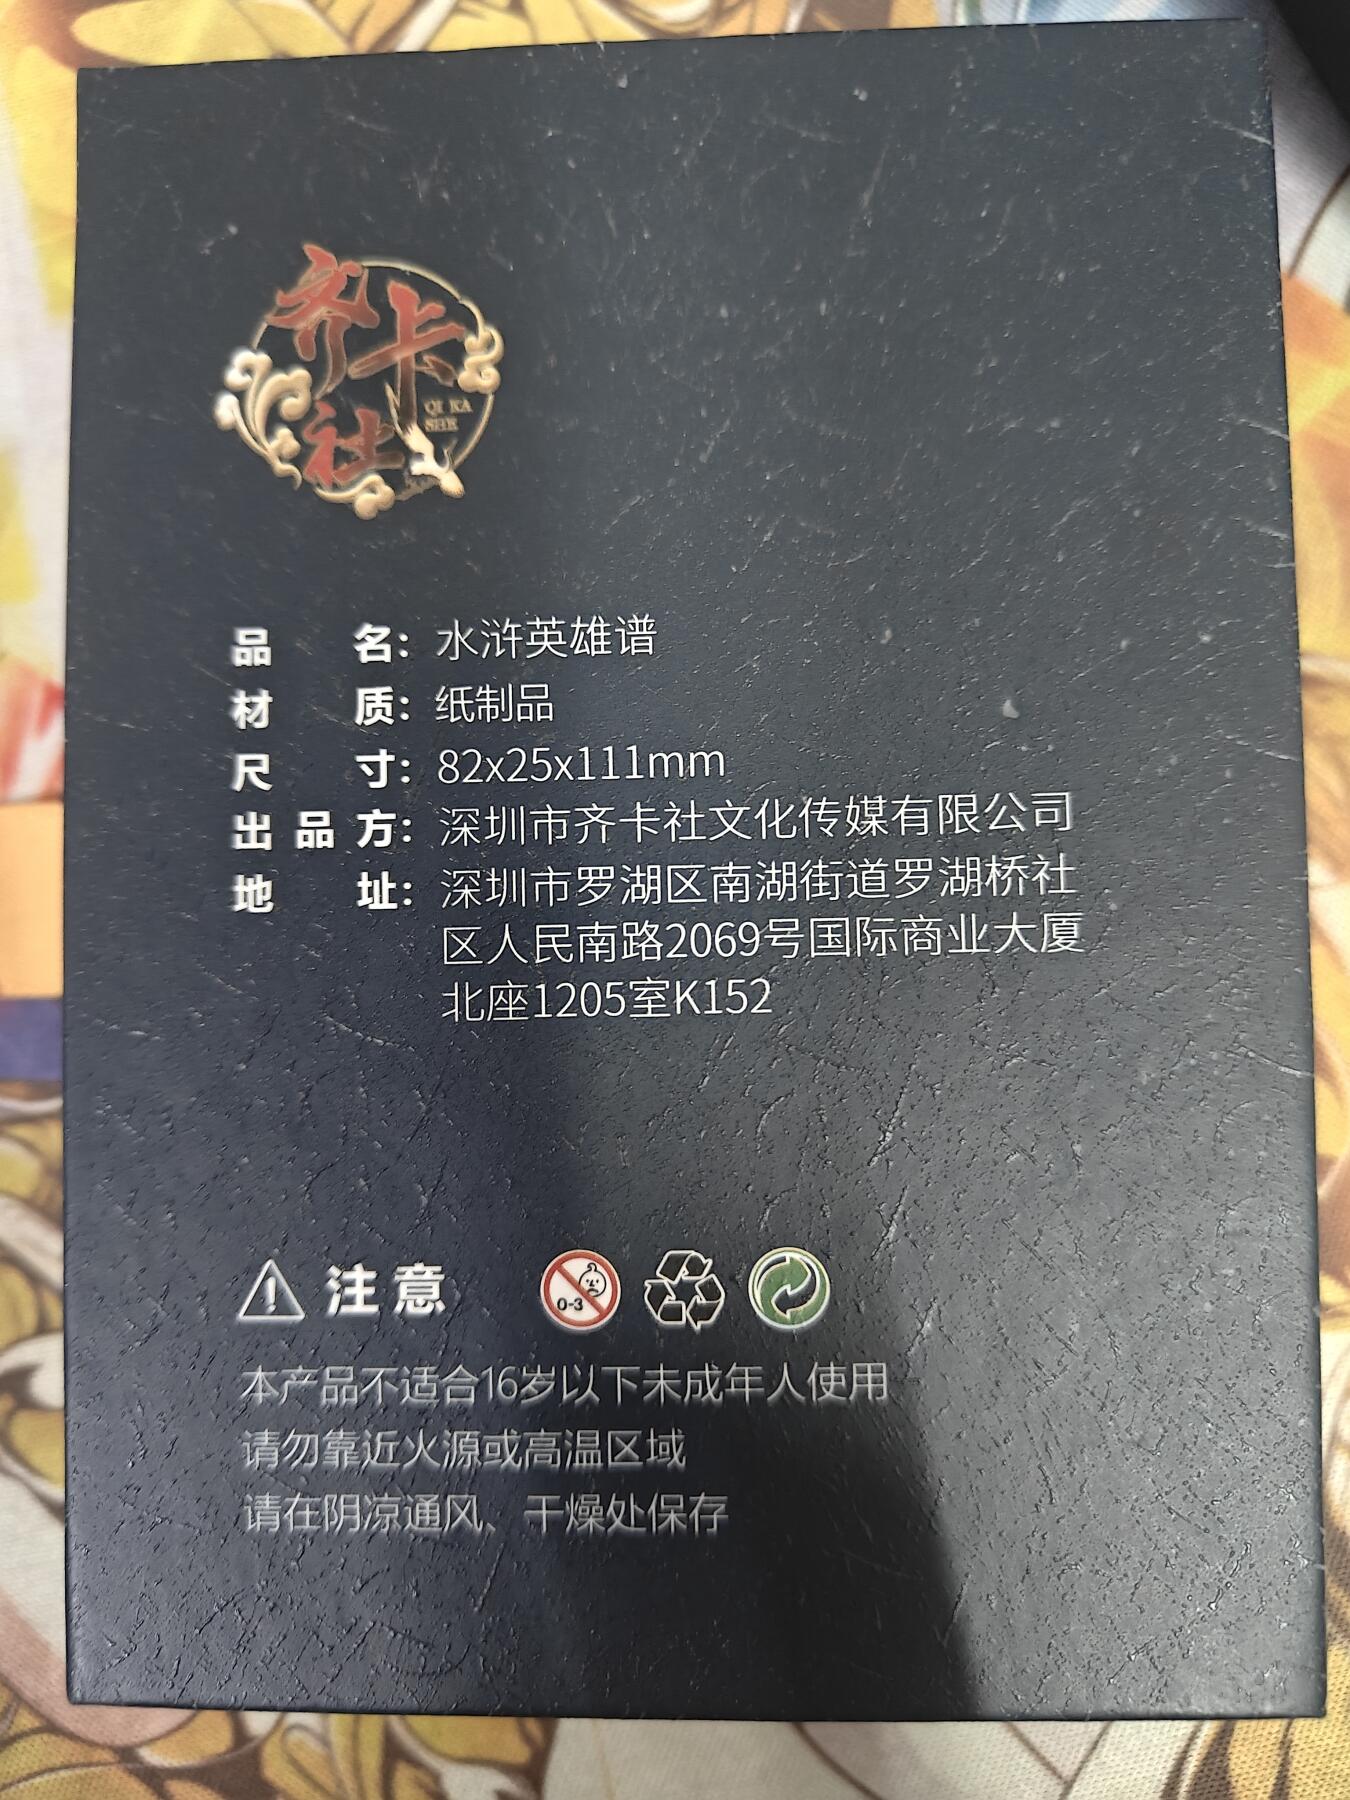 齐卡社
QI KA
SHE
品名：水浒英雄谱
材质：纸制品
尺寸：82x25x111mm
出品方：深圳市齐卡社文化传媒有限公司
地址：深圳市罗湖区南湖街道罗湖桥社
区人民南路2069号国际商业大厦
北座1205室K152
注意
0-3
本产品不适合16岁以下未成年人使用
请勿靠近火源或高温区域
请在阴凉通风、干燥处保存